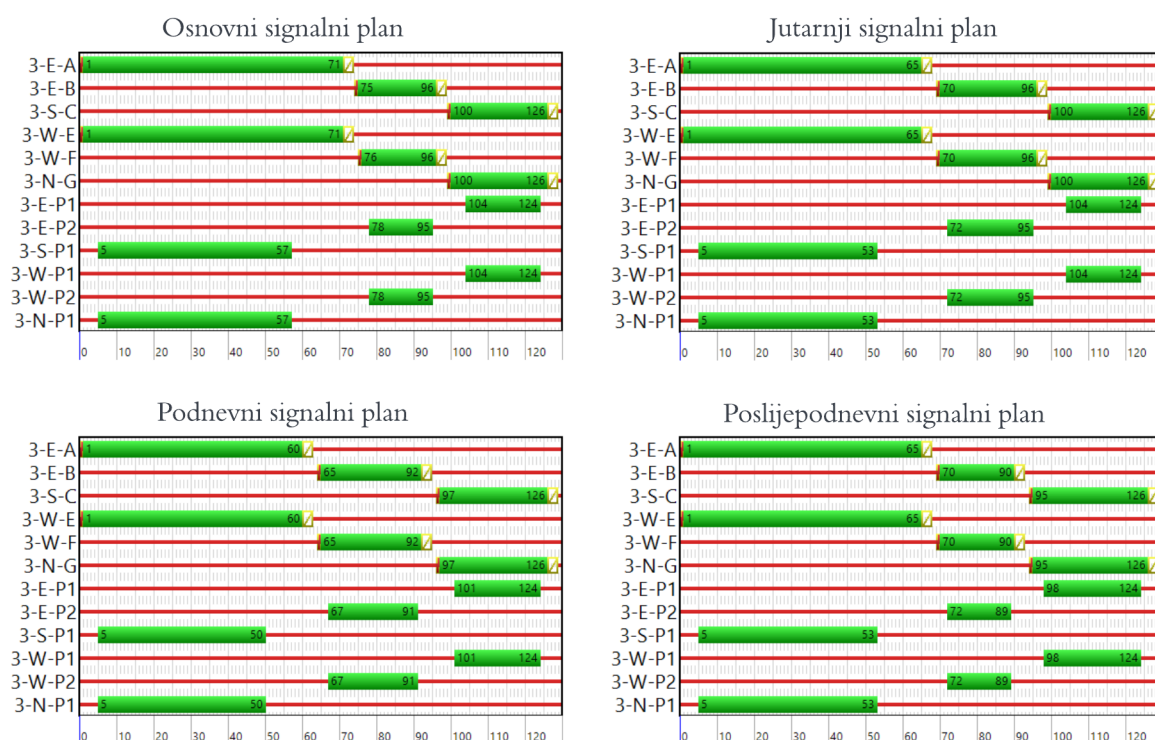 Osnovni signalni plan
3-E-A 1 71
3-E-B 75 96
3-S-C 100 126
3-W-E 1 71
3-W-F 76 96
3-N-G 100 126
3-E-P1 104 124
3-E-P2 78 95
3-S-P1 5 57
3-W-P1 104 124
3-W-P2 78 95
3-N-P1 5 57
0 10 20 30 40 50 60 70 80 90 100 110 120
Jutarnji signalni plan
3-E-A 1 65
3-E-B 70 96
3-S-C 100 126
3-W-E 1 65
3-W-F 70 96
3-N-G 100 126
3-E-P1 104 124
3-E-P2 72 95
3-S-P1 5 53
3-W-P1 104 124
3-W-P2 72 95
3-N-P1 5 53
0 10 20 30 40 50 60 70 80 90 100 110 120
Podnevni signalni plan
3-E-A 1 60
3-E-B 65 92
3-S-C 97 126
3-W-E 1 60
3-W-F 65 92
3-N-G 97 126
3-E-P1 101 124
3-E-P2 67 91
3-S-P1 5 50
3-W-P1 101 124
3-W-P2 67 91
3-N-P1 5 50
0 10 20 30 40 50 60 70 80 90 100 110 120
Poslijepodnevni signalni plan
3-E-A 1 65
3-E-B 70 90
3-S-C 95 126
3-W-E 1 65
3-W-F 70 90
3-N-G 95 126
3-E-P1 98 124
3-E-P2 72 89
3-S-P1 5 53
3-W-P1 98 124
3-W-P2 72 89
3-N-P1 5 53
0 10 20 30 40 50 60 70 80 90 100 110 120